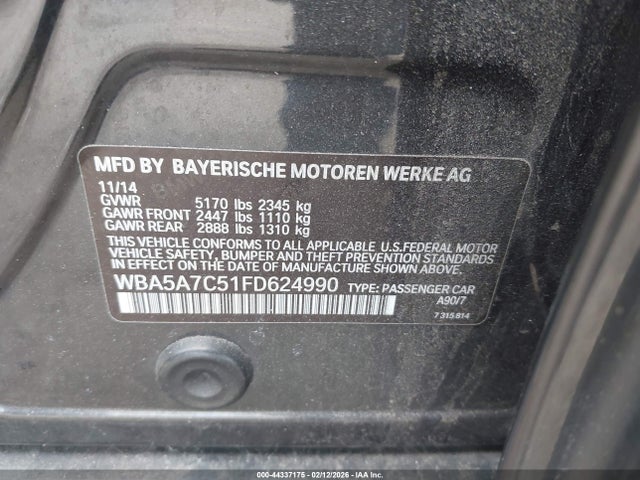 MFD BY BAYERISCHE MOTOREN WERKE AG
11/14
GVWR 5170 lbs 2345 kg
GAWR FRONT 2447 lbs 1110 kg
GAWR REAR 2888 lbs 1310 kg
THIS VEHICLE CONFORMS TO ALL APPLICABLE U.S.FEDERAL MOTOR
VEHICLE SAFETY, BUMPER AND THEFT PREVENTION STANDARDS
IN EFFECT ON THE DATE OF MANUFACTURE SHOWN ABOVE.
WBA5A7C51FD624990 TYPE: PASSENGER CAR
A90/7
7 315 814
000-44337175 - 02/12/2026 - IAA Inc.